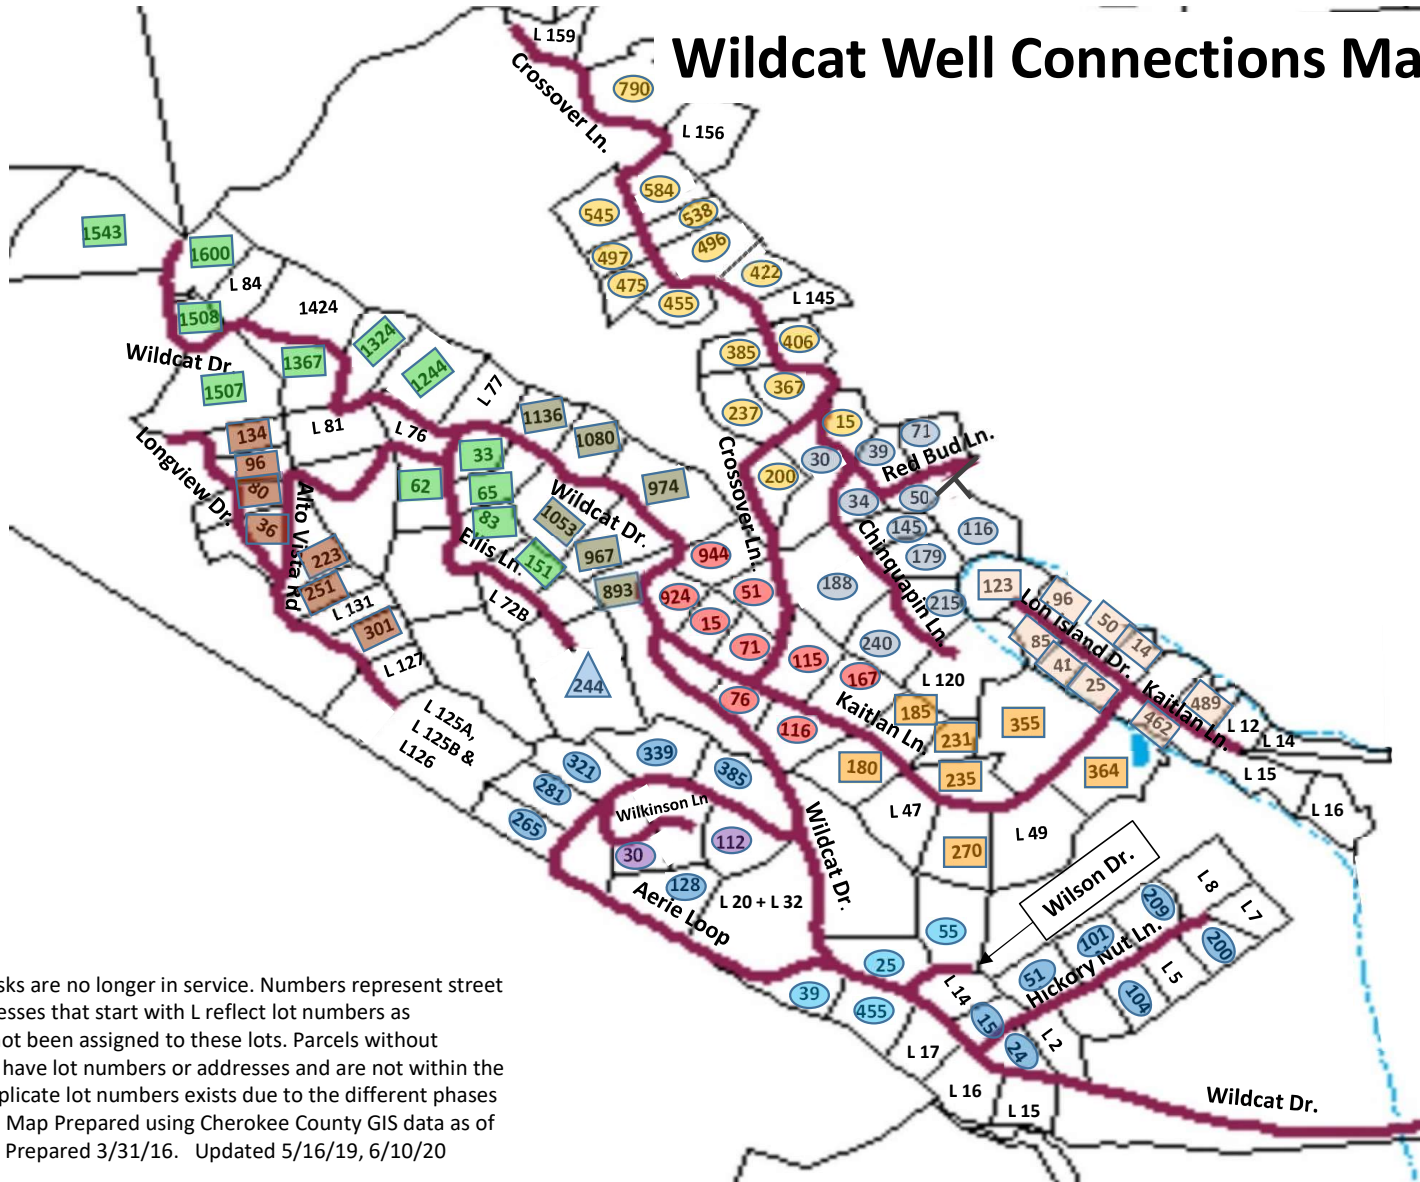 Wildcat Well Connections Ma
L 159
Crossover Ln.
790
L 156
584
545
538
496
497
475
422
455
L 145
1543
1600
L 84
1508
1424
1324
Wildcat Dr.
1367
1507
1244
L 77
385
406
367
237
15
71
134
L 81
L 76
1136
1080
Longview Dr.
96
80
33
39
30
Red Bud Ln.
200
Crossover Ln.
62
65
974
Wildcat Dr.
34
50
36
Alto Vista Rd
83
1053
Chinquapin Ln.
145
116
223
Ellis Ln.
151
967
944
179
251
L 131
893
924
51
188
123
215
96
Lon Island Dr.
L 72B
15
50
14
301
71
240
85
L 127
115
41
167
L 120
25
244
76
185
Kaitlan Ln.
489
L 125A,
L 125B &
L126
Kaitlan Ln.
355
462
L 12
116
231
L 14
339
321
385
180
235
364
L 15
281
Wilkinson Ln
265
L 47
L 16
Wildcat Dr.
L 49
30
112
270
128
Wilson Dr.
Aerie Loop
L 20 + L 32
L 8
L 7
209
55
101
Hickory Nut Ln.
200
25
51
L 5
39
455
L 14
104
15
L 2
24
L 17
L 16
L 15
Wildcat Dr.
sks are no longer in service. Numbers represent street
esses that start with L reflect lot numbers as
ot been assigned to these lots. Parcels without
have lot numbers or addresses and are not within the
plicate lot numbers exists due to the different phases
Map Prepared using Cherokee County GIS data as of
Prepared 3/31/16. Updated 5/16/19, 6/10/20